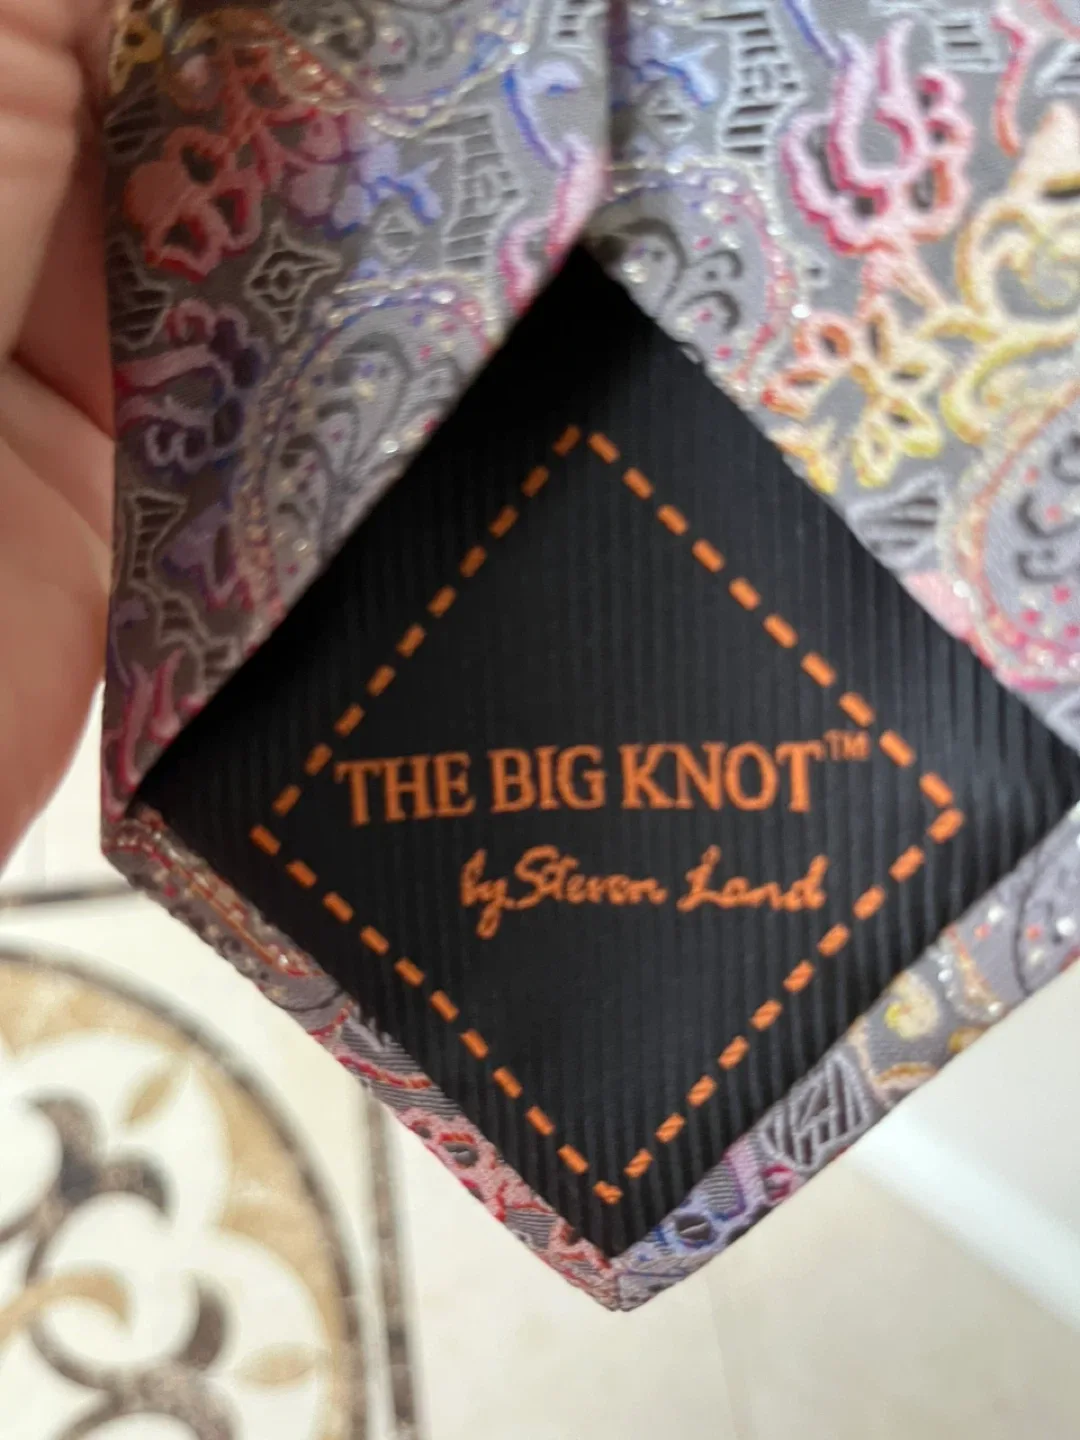 THE BIG KNOT™
by Steven Land